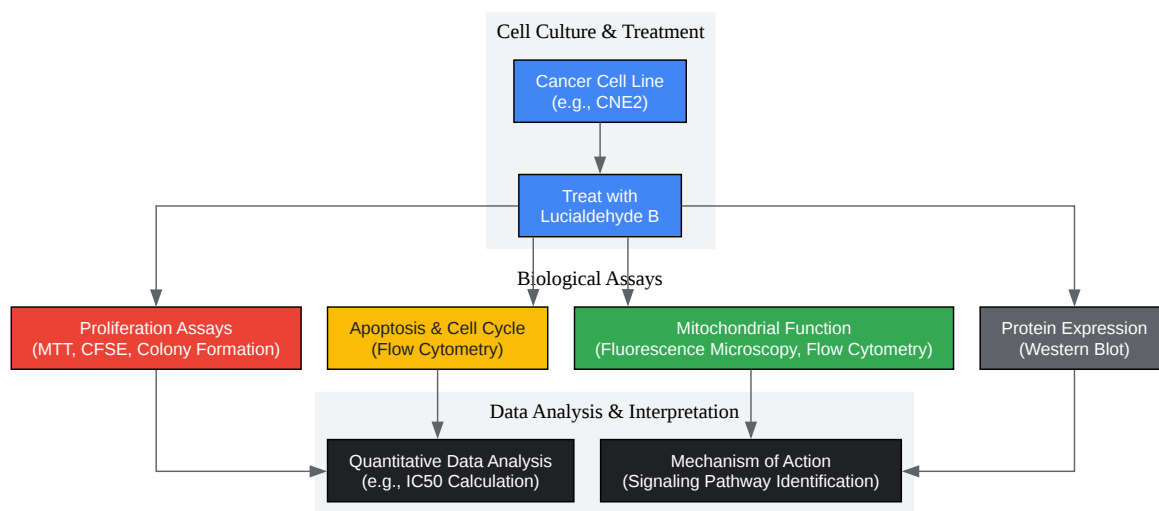 Cell Culture & Treatment
Cancer Cell Line
(e.g., CNE2)
Treat with
Lucialdehyde B
Biological Assays
Proliferation Assays
(MTT, CFSE, Colony Formation)
Apoptosis & Cell Cycle
(Flow Cytometry)
Mitochondrial Function
(Fluorescence Microscopy, Flow Cytometry)
Protein Expression
(Western Blot)
Data Analysis & Interpretation
Quantitative Data Analysis
(e.g., IC50 Calculation)
Mechanism of Action
(Signaling Pathway Identification)